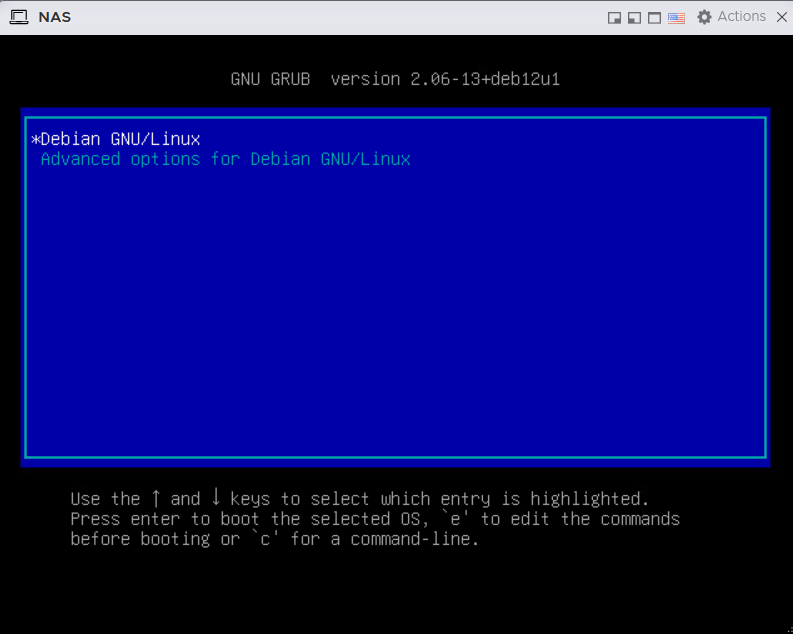 NAS
Actions
GNU GRUB  version 2.06-13+deb12u1
*Debian GNU/Linux
Advanced options for Debian GNU/Linux
Use the ↑ and ↓ keys to select which entry is highlighted.
Press enter to boot the selected OS, `e' to edit the commands
before booting or `c' for a command-line.